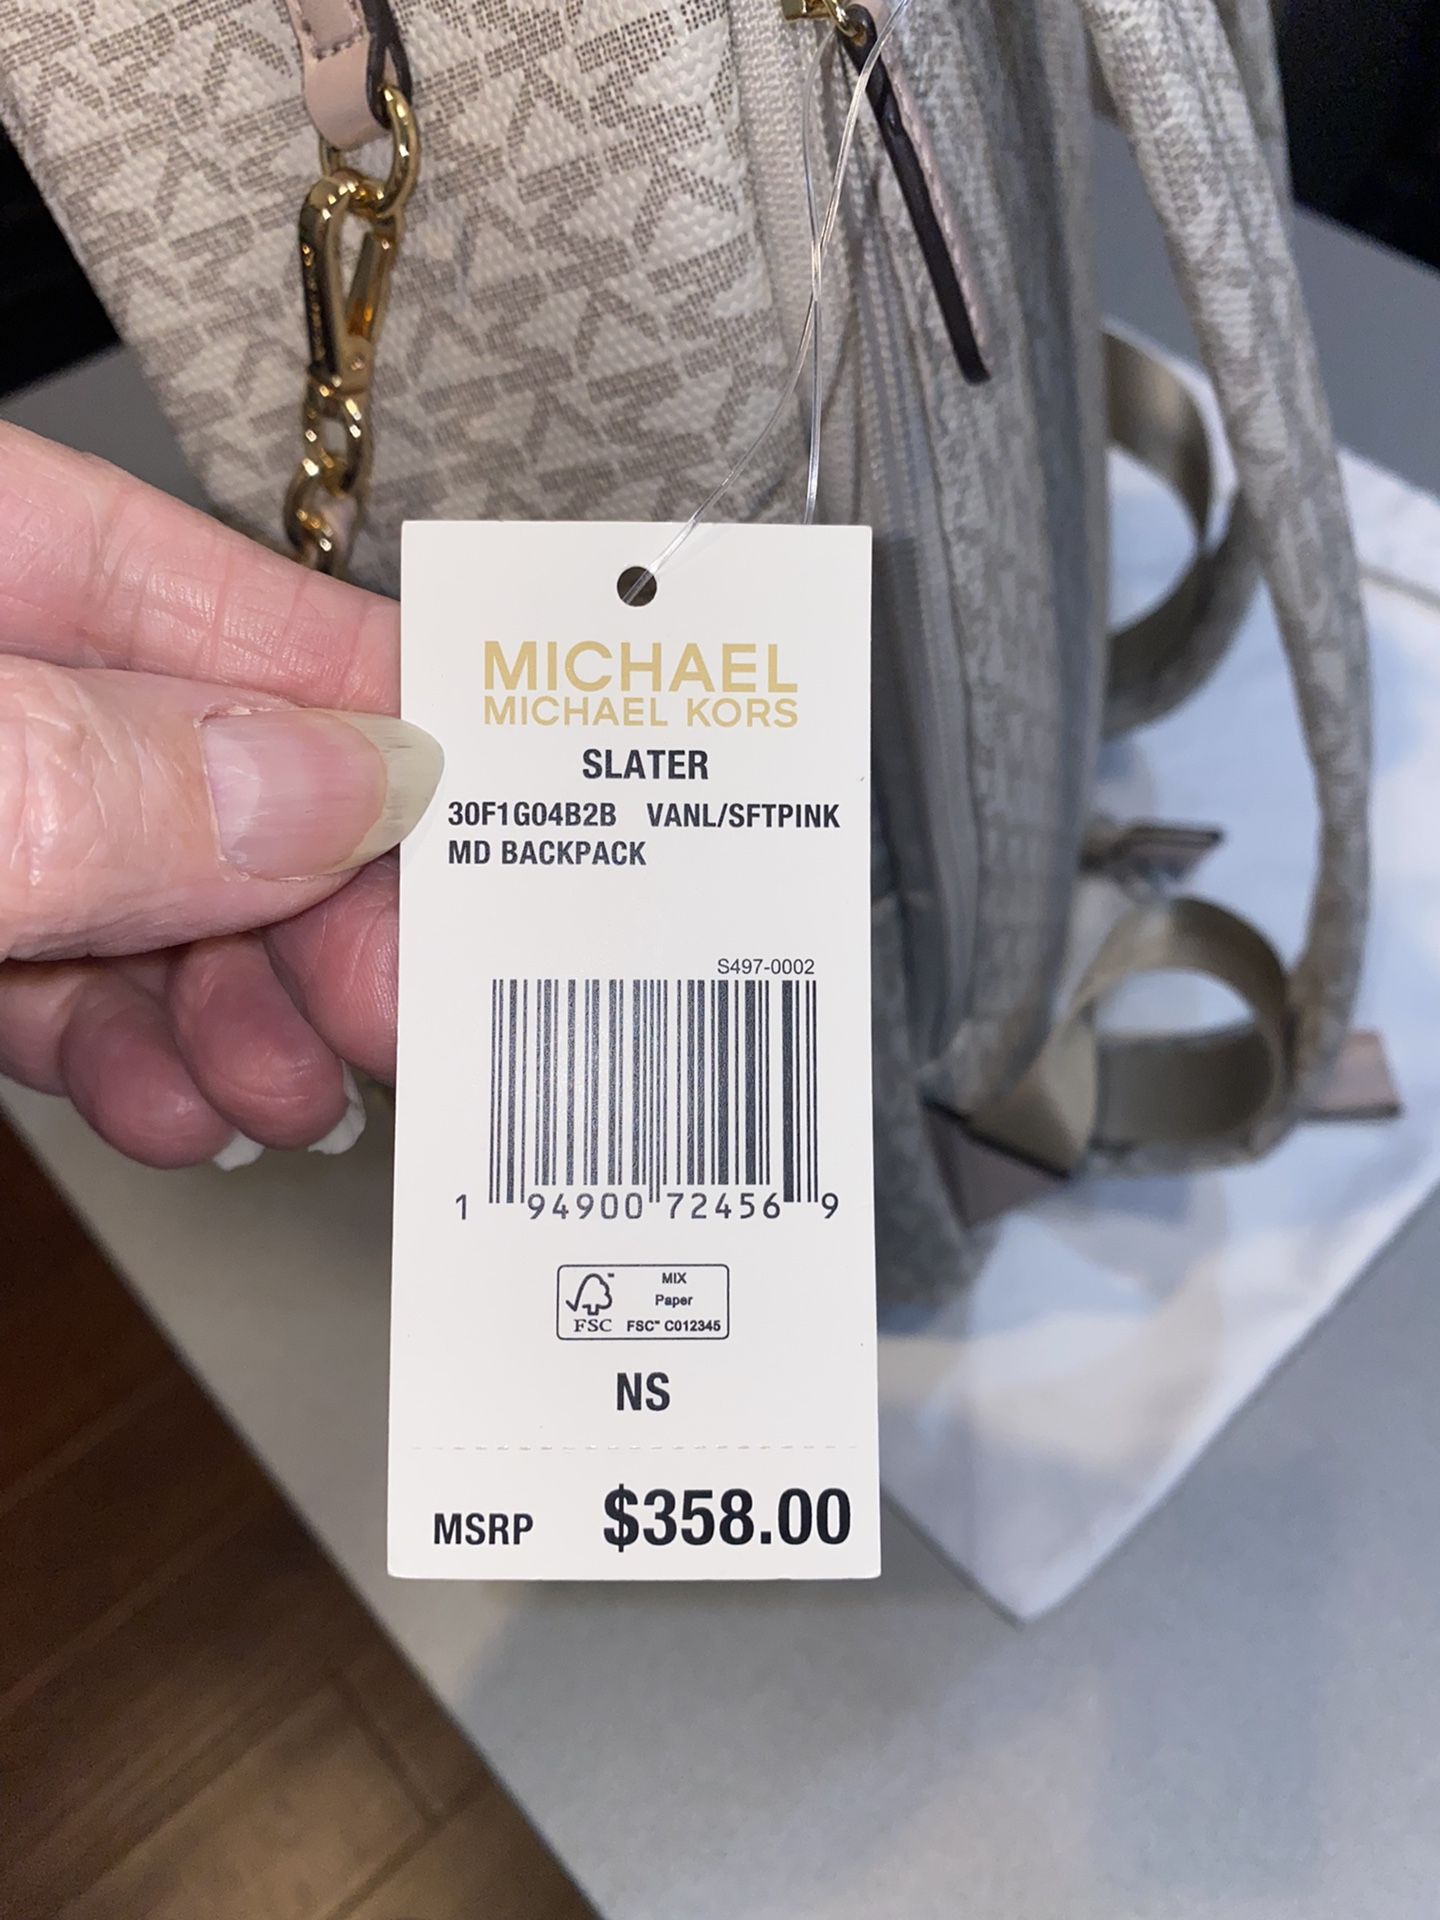 MICHAEL
MICHAEL KORS
SLATER
30F1G04B2B VANL/SFTPINK
MD BACKPACK
S497-0002
1 94900 72456 9
MIX
Paper
FSC™ C012345
FSC
NS
MSRP $358.00